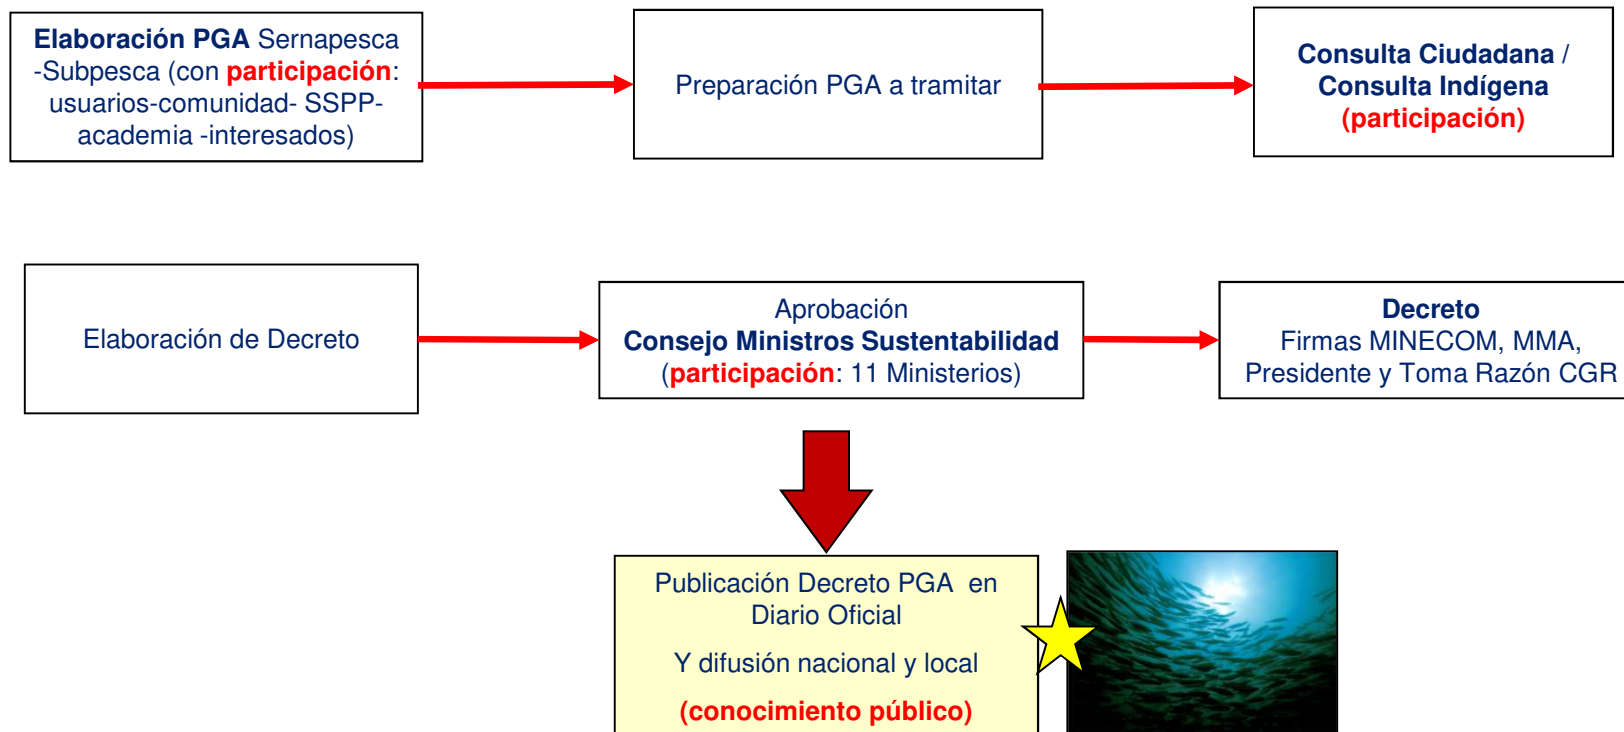 Elaboración PGA Sernapesca
-Subpesca (con participación:
usuarios-comunidad- SSPP-
academia -interesados)
Preparación PGA a tramitar
Consulta Ciudadana /
Consulta Indígena
(participación)
Elaboración de Decreto
Aprobación
Consejo Ministros Sustentabilidad
(participación: 11 Ministerios)
Decreto
Firmas MINECOM, MMA,
Presidente y Toma Razón CGR
Publicación Decreto PGA en
Diario Oficial
Y difusión nacional y local
(conocimiento público)